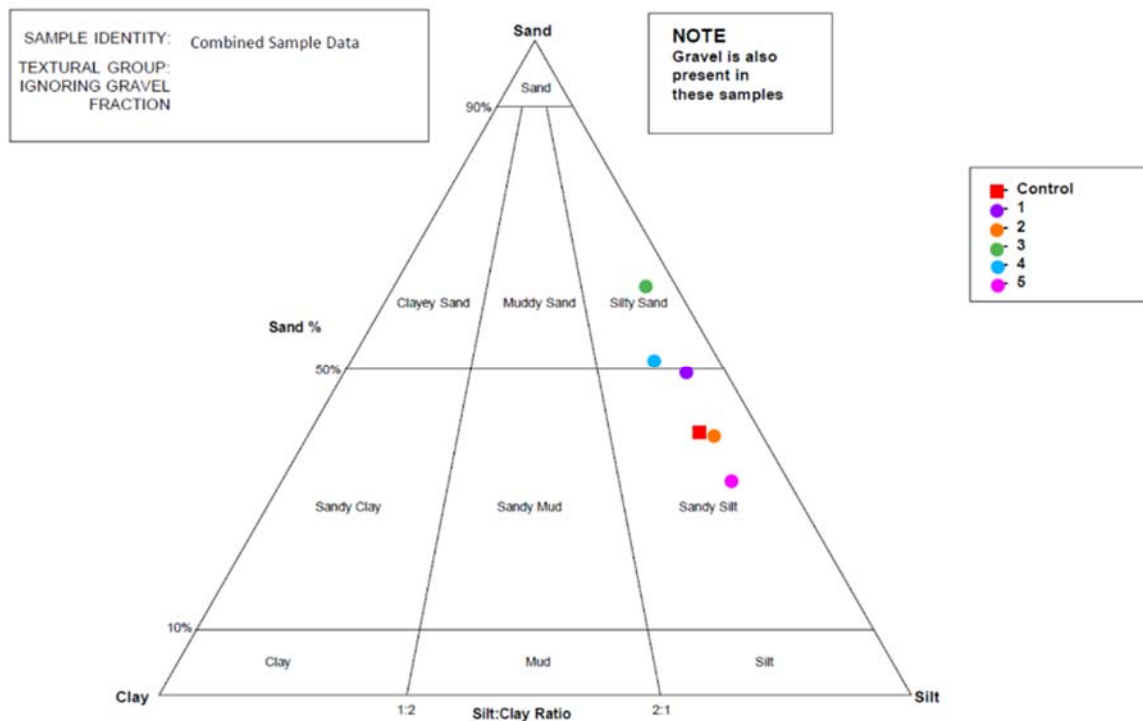 SAMPLE IDENTITY: Combined Sample Data
TEXTURAL GROUP:
IGNORING GRAVEL
FRACTION
Sand
NOTE
Gravel is also
present in
these samples
Sand
90%
Control
1
2
3
4
5
Clayey Sand Muddy Sand Silty Sand
Sand %
50%
Sandy Clay Sandy Mud Sandy Silt
10%
Clay Mud Silt
Clay Silt
1:2 Silt:Clay Ratio 2:1